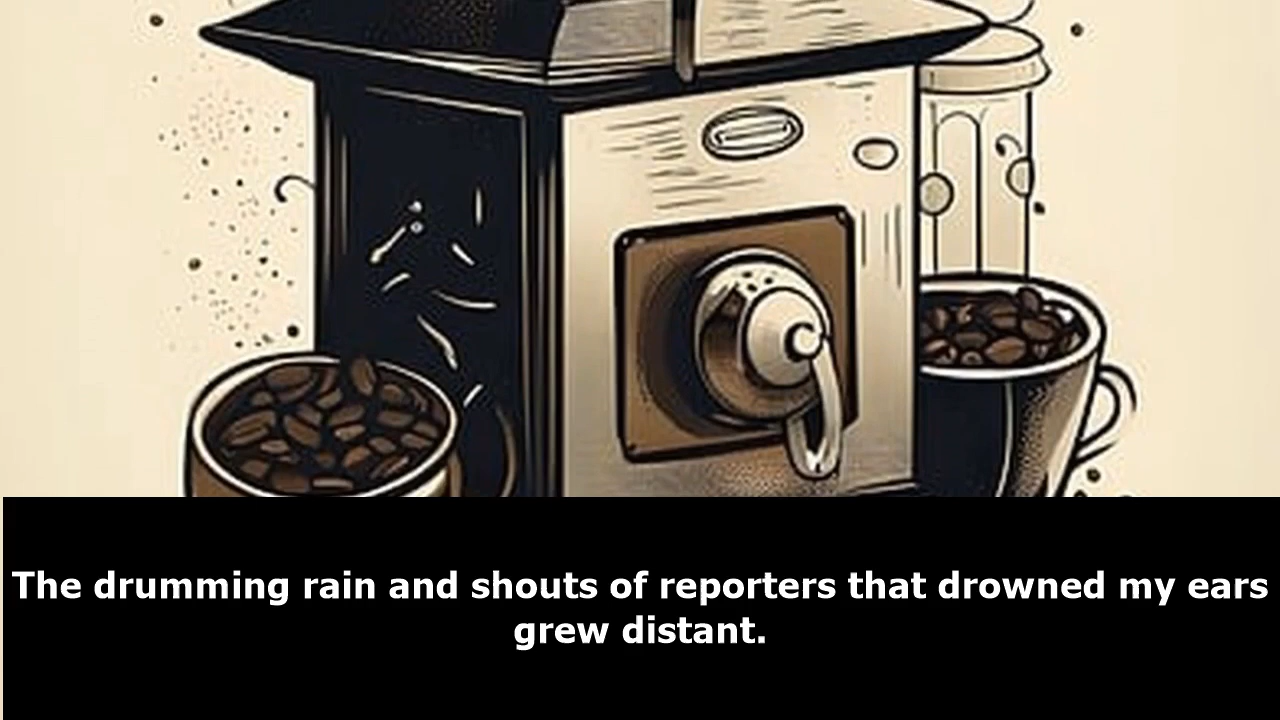 The drumming rain and shouts of reporters that drowned my ears
grew distant.